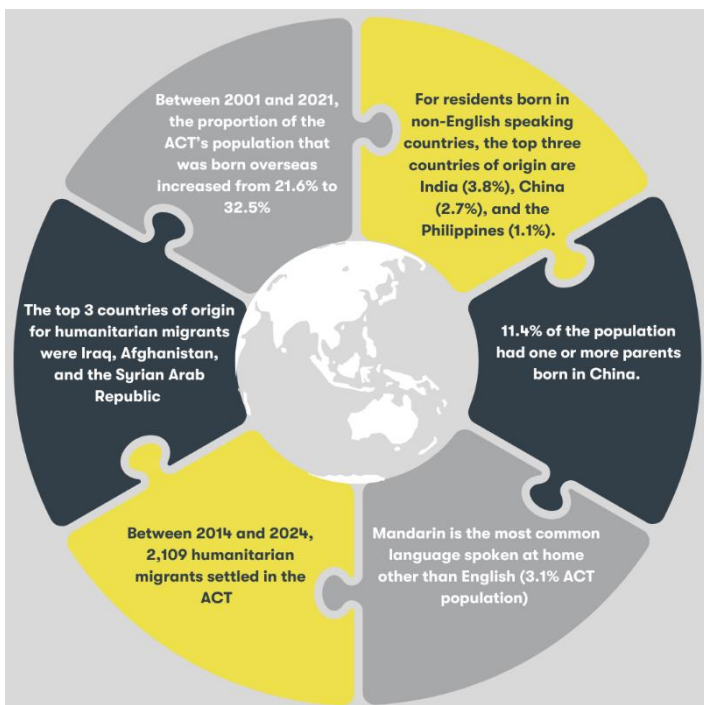 Between 2001 and 2021,
the proportion of the
ACT's population that
was born overseas
increased from 21.6% to
32.5%
For residents born in
non-English speaking
countries, the top three
countries of origin are
India (3.8%), China
(2.7%), and the
Philippines (1.1%).
11.4% of the population
had one or more parents
born in China.
Mandarin is the most common
language spoken at home
other than English (3.1% ACT
population)
Between 2014 and 2024,
2,109 humanitarian
migrants settled in the
ACT
The top 3 countries of origin
for humanitarian migrants
were Iraq, Afghanistan,
and the Syrian Arab
Republic